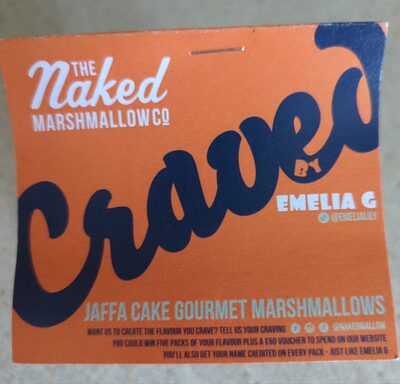 THE
Naked
MARSHMALLOW CO
Craved
BY
EMELIA G
@EMELIALILY
JAFFA CAKE GOURMET MARSHMALLOWS
WANT US TO CREATE THE FLAVOUR YOU CRAVE? TELL US YOUR CRAVING @NAKEDMALLOW
YOU COULD WIN FIVE PACKS OF YOUR FLAVOUR PLUS A £50 VOUCHER TO SPEND ON OUR WEBSITE
YOU'LL ALSO GET YOUR NAME CREDITED ON EVERY PACK - JUST LIKE EMELIA G